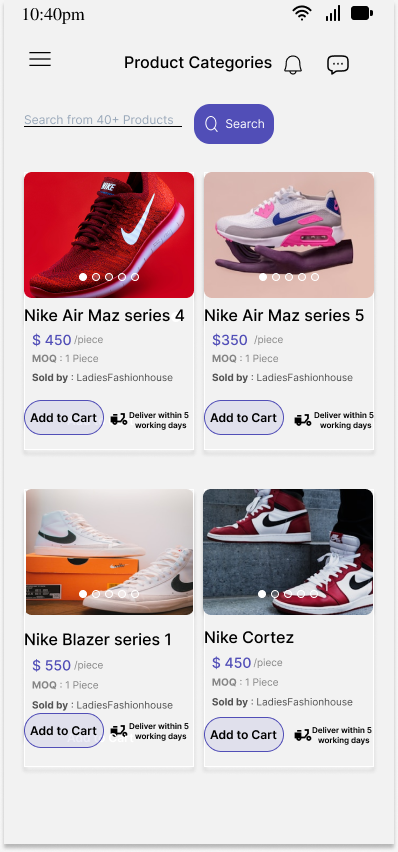 10:40pm
Product Categories
Search from 40+ Products
Search
NIKE
Nike Air Maz series 4
$ 450 /piece
MOQ : 1 Piece
Sold by : LadiesFashionhouse
Add to Cart
Deliver within 5
working days
Nike Air Maz series 5
$350 /piece
MOQ : 1 Piece
Sold by : LadiesFashionhouse
Add to Cart
Deliver within 5
working days
Nike Blazer series 1
$ 550 /piece
MOQ : 1 Piece
Sold by : LadiesFashionhouse
Add to Cart
Deliver within 5
working days
Nike Cortez
$ 450 /piece
MOQ : 1 Piece
Sold by : LadiesFashionhouse
Add to Cart
Deliver within 5
working days